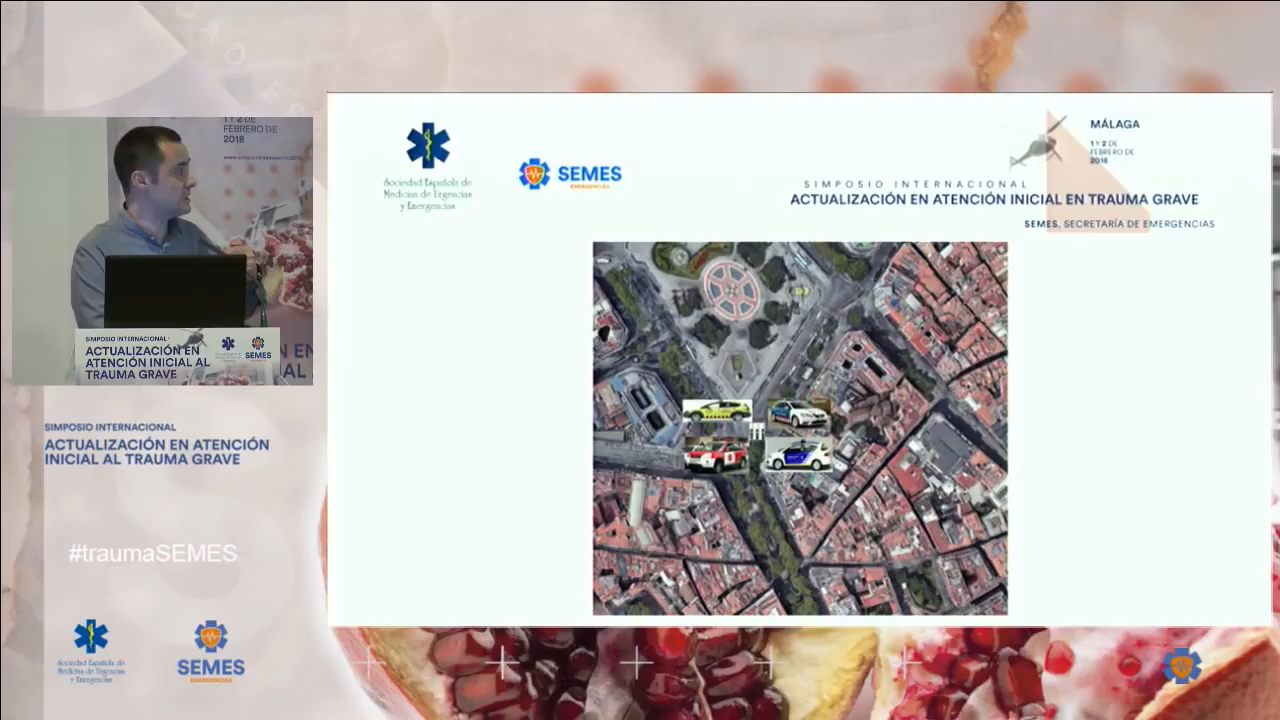 1 Y 2 DE
FEBRERO DE
2018
SIMPOSIO INTERNACIONAL
ACTUALIZACIÓN EN
ATENCIÓN INICIAL AL
TRAUMA GRAVE
SEMES
SIMPOSIO INTERNACIONAL
ACTUALIZACIÓN EN ATENCIÓN
INICIAL AL TRAUMA GRAVE
#traumaSEMES
Sociedad Española de
Medicina de Urgencias
y Emergencias
SEMES
EMERGENCIAS
Sociedad Española de
Medicina de Urgencias
y Emergencias
SEMES
EMERGENCIAS
MÁLAGA
1 Y 2 DE
FEBRERO DE
2018
SIMPOSIO INTERNACIONAL
ACTUALIZACIÓN EN ATENCIÓN INICIAL EN TRAUMA GRAVE
SEMES, SECRETARÍA DE EMERGENCIAS